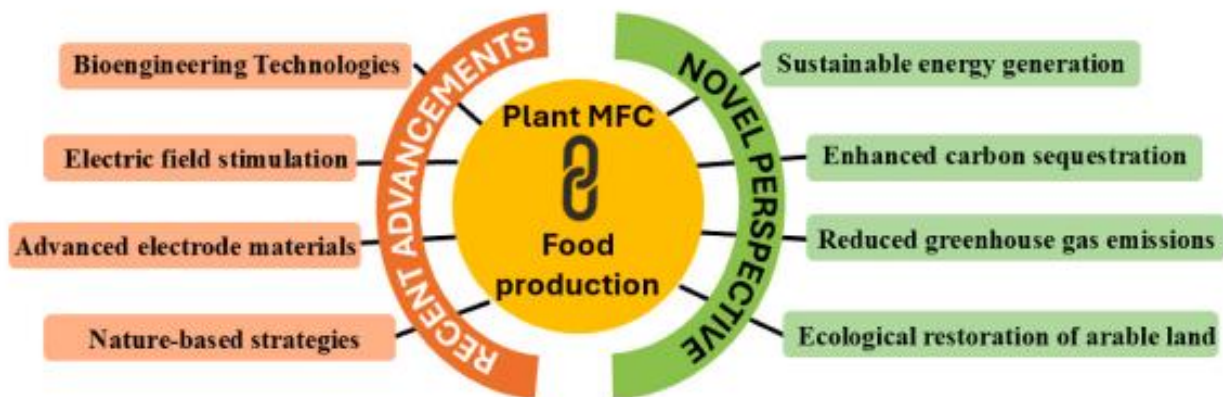 Bioengineering Technologies
Electric field stimulation
Advanced electrode materials
Nature-based strategies
RECENT ADVANCEMENTS
Plant MFC
Food
production
NOVEL PERSPECTIVE
Sustainable energy generation
Enhanced carbon sequestration
Reduced greenhouse gas emissions
Ecological restoration of arable land